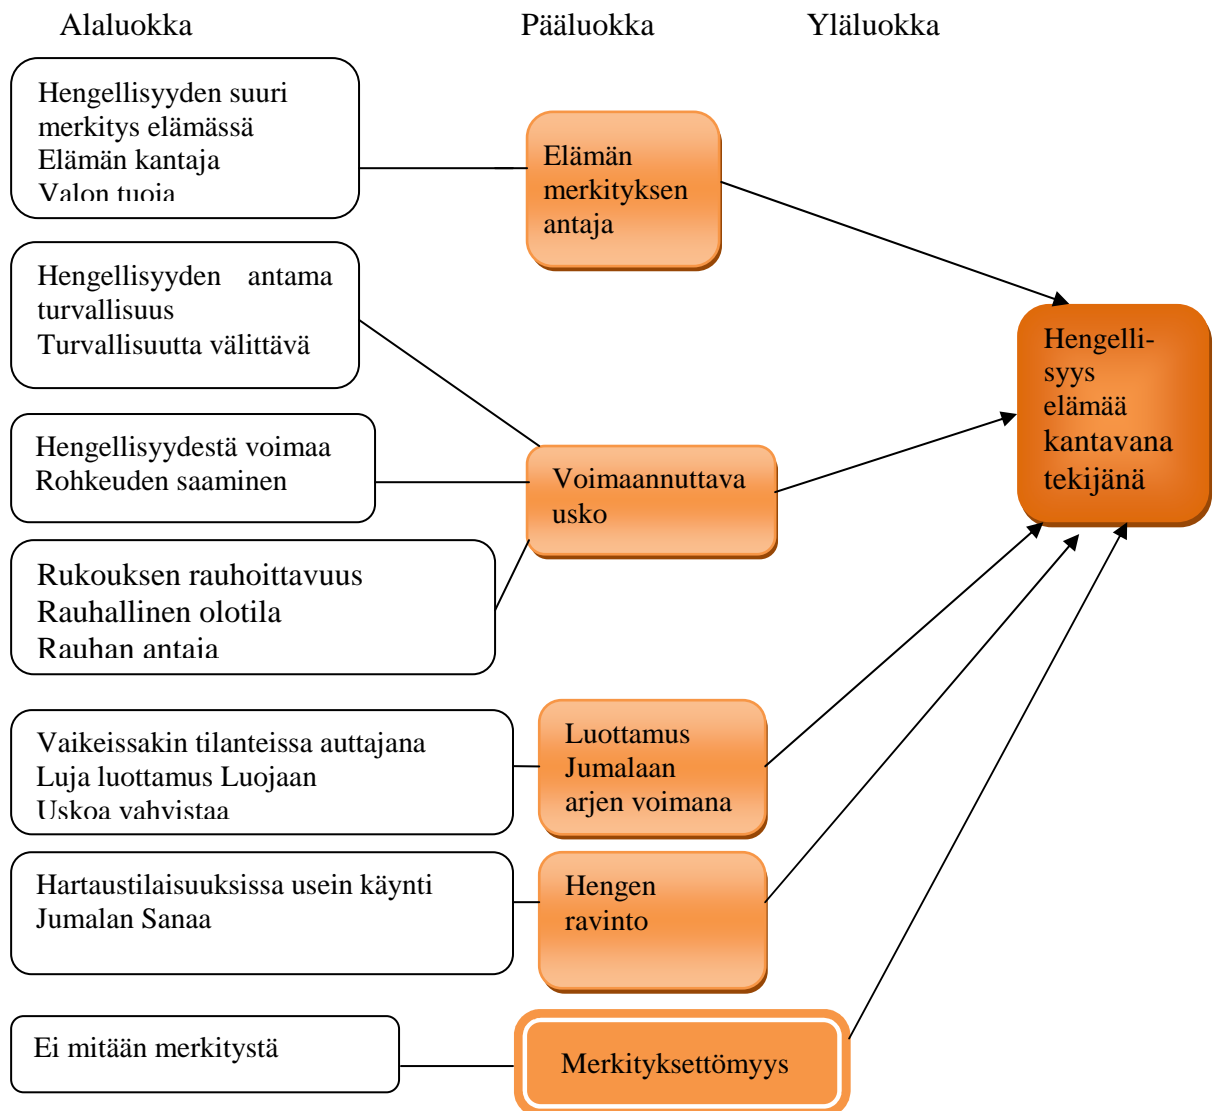 Alaluokka
Pääluokka
Yläluokka
Hengellisyyden suuri
merkitys elämässä
Elämän kantaja
Valon tuoja
Elämän
merkityksen
antaja
Hengellisyyden antama
turvallisuus
Turvallisuutta välittävä
Hengellisyydestä voimaa
Rohkeuden saaminen
Rukouksen rauhoittavuus
Rauhallinen olotila
Rauhan antaja
Voimaannuttava
usko
Vaikeissakin tilanteissa auttajana
Luja luottamus Luojaan
Uskoa vahvistaa
Luottamus
Jumalaan
arjen voimana
Hartaustilaisuuksissa usein käynti
Jumalan Sanaa
Hengen
ravinto
Ei mitään merkitystä
Merkityksettömyys
Hengelli-
syys
elämää
kantavana
tekijänä